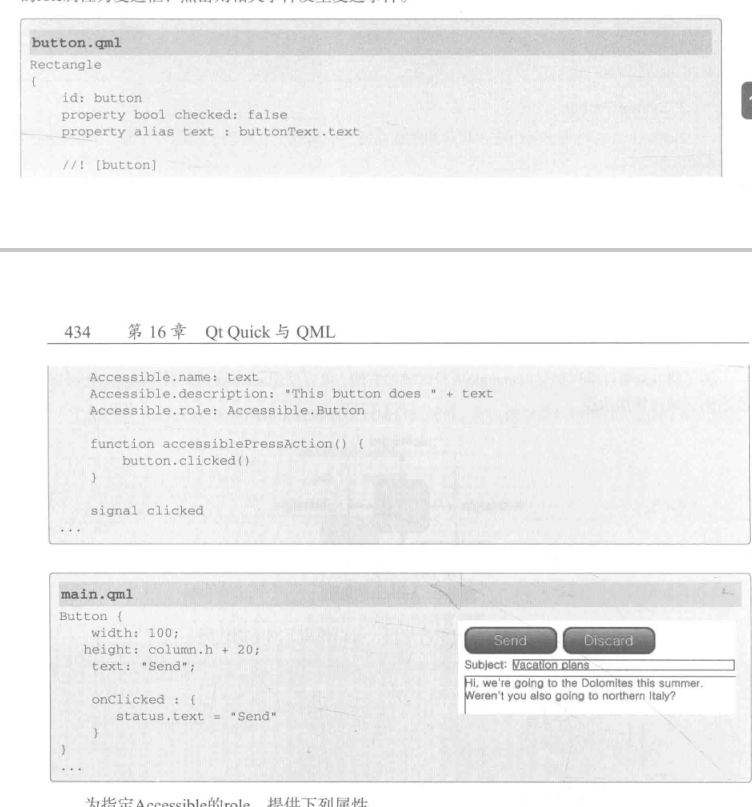 button.qml
Rectangle
{
id: button
property bool checked: false
property alias text : buttonText.text
//! [button]
434 第 16 章 Qt Quick 与 QML
Accessible.name: text
Accessible.description: "This button does " + text
Accessible.role: Accessible.Button
function accessiblePressAction() {
button.clicked()
}
signal clicked
...
main.qml
Button {
width: 100;
height: column.h + 20;
text: "Send";
onClicked : {
status.text = "Send"
}
}
...
Send Discard
Subject: Vacation plans
Hi, we're going to the Dolomites this summer.
Weren't you also going to northern Italy?
为指定Accessible的role，提供下列属性